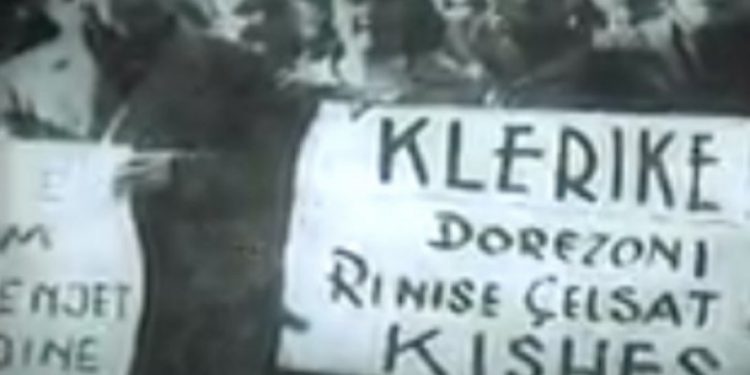 E
M
ENJET
DINE
KLERIKE
DOREZONI
RINISE ÇELSAT
KISHES